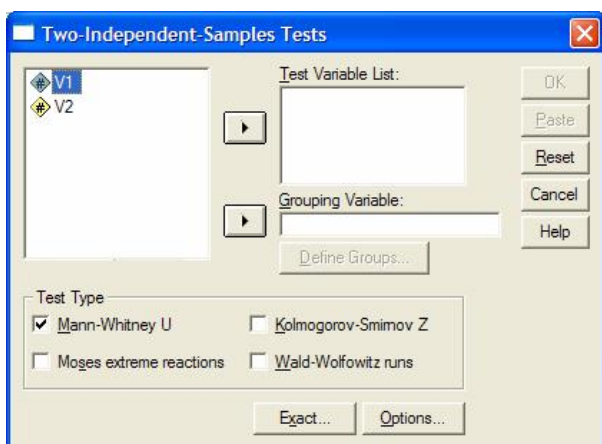 Two-Independent-Samples Tests
V1
V2
Test Variable List:
Grouping Variable:
Define Groups...
OK
Paste
Reset
Cancel
Help
Test Type
Mann-Whitney U
Kolmogorov-Smirnov Z
Moses extreme reactions
Wald-Wolfowitz runs
Exact...
Options...